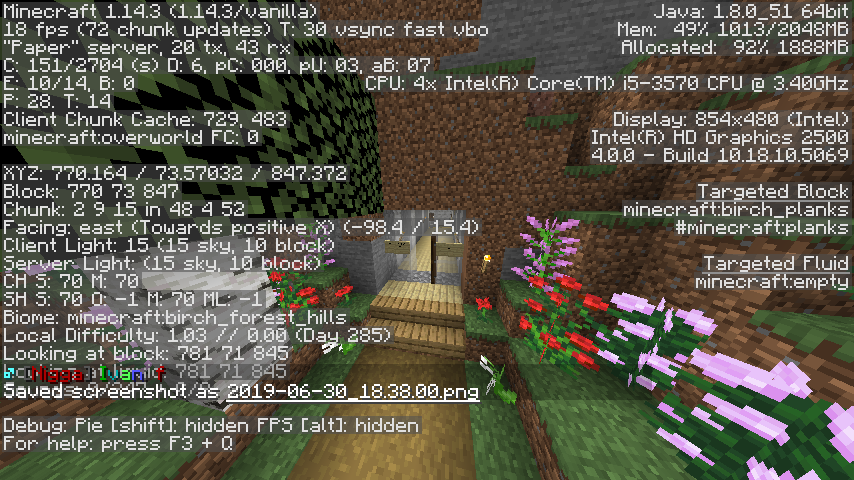 Minecraft 1.14.3 (1.14.3/vanilla)
18 fps (72 chunk updates) T: 30 vsync fast vbo
"Paper" server, 20 tx, 43 rx
C: 151/2704 (s) D: 6, pC: 000, pU: 03, aB: 07
E: 10/14, B: 0
P: 28. T: 14
Client Chunk Cache: 729, 483
minecraft:overworld FC: 0
XYZ: 770.164 / 73.57032 / 847.372
Block: 770 73 847
Chunk: 2 9 15 in 48 4 52
Facing: east (Towards positive X) (-98.4 / 15.4)
Client Light: 15 (15 sky, 10 block)
Server Light: (15 sky, 10 block)
CH S: 70 M: 70
SH S: 70 O: -1 M: 70 ML: -1
Biome: minecraft:birch_forest_hills
Local Difficulty: 1.03 // 0.00 (Day 285)
Looking at block: 781 71 845
781 71 845
Saved screenshot as 2019-06-30_18.38.00.png
Debug: Pie [shift]: hidden FPS [alt]: hidden
For help: press F3 + Q
Java: 1.8.0_51 64bit
Mem: 49% 1013/2048MB
Allocated: 92% 1888MB
CPU: 4x Intel(R) Core(TM) i5-3570 CPU @ 3.40GHz
Display: 854x480 (Intel)
Intel(R) HD Graphics 2500
4.0.0 - Build 10.18.10.5069
Targeted Block
minecraft:birch_planks
#minecraft:planks
Targeted Fluid
minecraft:empty